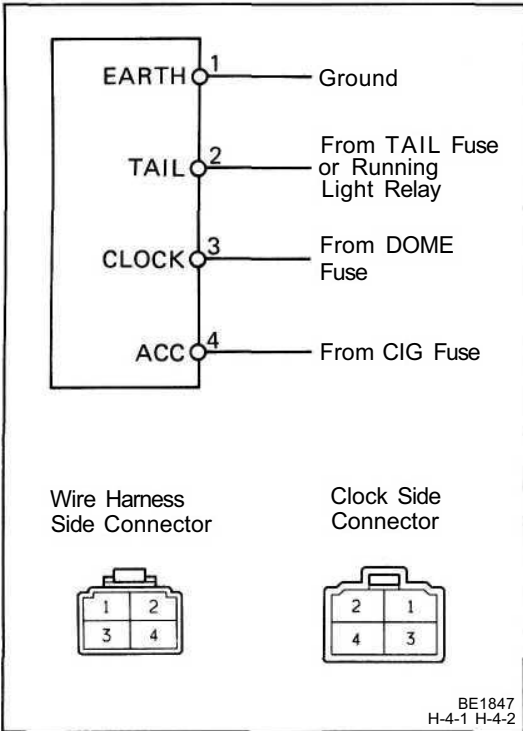 EARTH 1 Ground
TAIL 2 From TAIL Fuse
or Running
Light Relay
CLOCK 3 From DOME
Fuse
ACC 4 From CIG Fuse
Wire Harness
Side Connector
1 2
3 4
Clock Side
Connector
2 1
4 3
BE1847
H-4-1 H-4-2